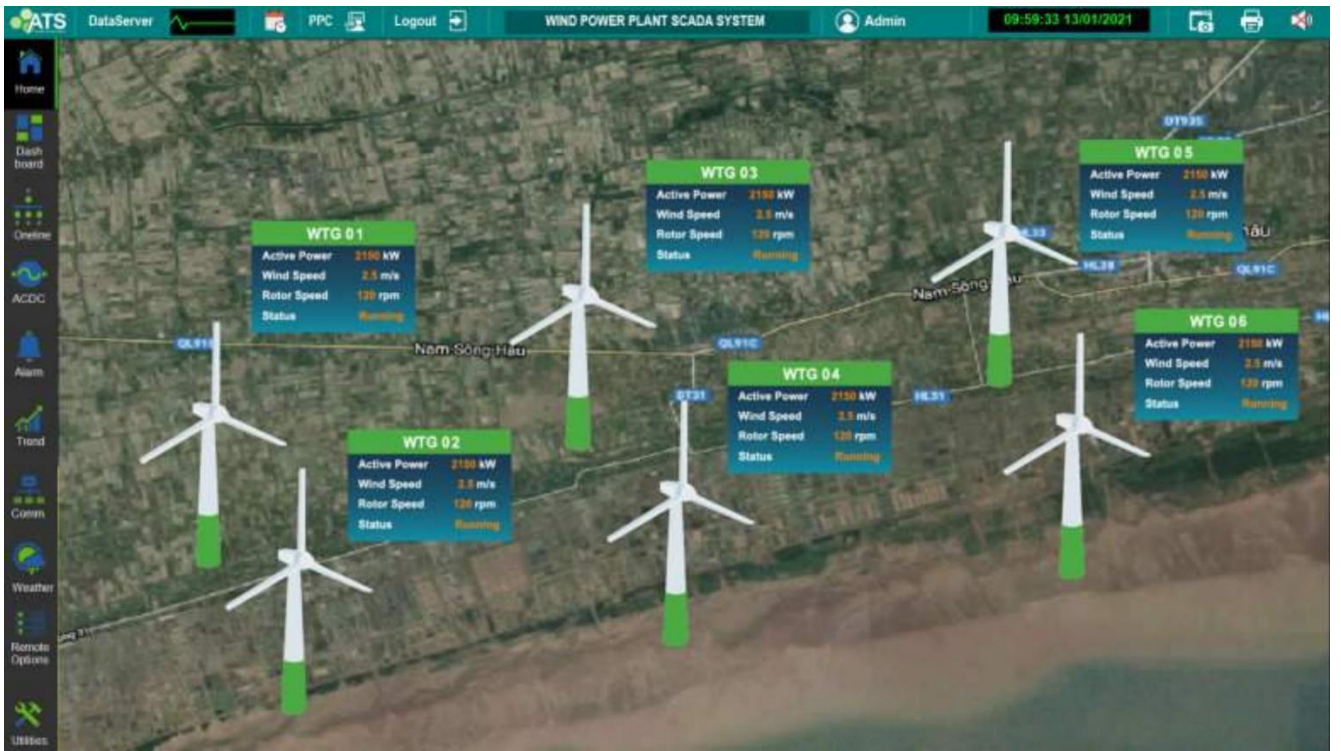 ATS DataServer PPC Logout WIND POWER PLANT SCADA SYSTEM Admin 09:59:33 13/01/2021
Home
Dash
board
Oneline
ACDC
Alarm
Trend
Comm
Weather
Remote
Options
Utilities
WTG 01
Active Power 2150 kW
Wind Speed 2.5 m/s
Rotor Speed 120 rpm
Status Running
WTG 02
Active Power 2150 kW
Wind Speed 2.5 m/s
Rotor Speed 120 rpm
Status Running
WTG 03
Active Power 2150 kW
Wind Speed 2.5 m/s
Rotor Speed 120 rpm
Status Running
WTG 04
Active Power 2150 kW
Wind Speed 2.5 m/s
Rotor Speed 120 rpm
Status Running
WTG 05
Active Power 2150 kW
Wind Speed 2.5 m/s
Rotor Speed 120 rpm
Status Running
WTG 06
Active Power 2150 kW
Wind Speed 2.5 m/s
Rotor Speed 120 rpm
Status Running
DT935
HL38
QL91C
Nam Sông Hậu
QL91C
Nam Sông Hậu
DT31
HL31